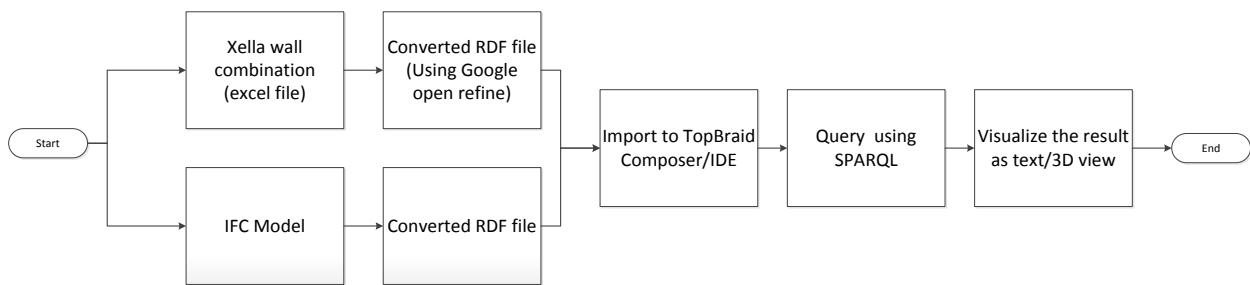 Start
Xella wall
combination
(excel file)
Converted RDF file
(Using Google
open refine)
IFC Model
Converted RDF file
Import to TopBraid
Composer/IDE
Query using
SPARQL
Visualize the result
as text/3D view
End